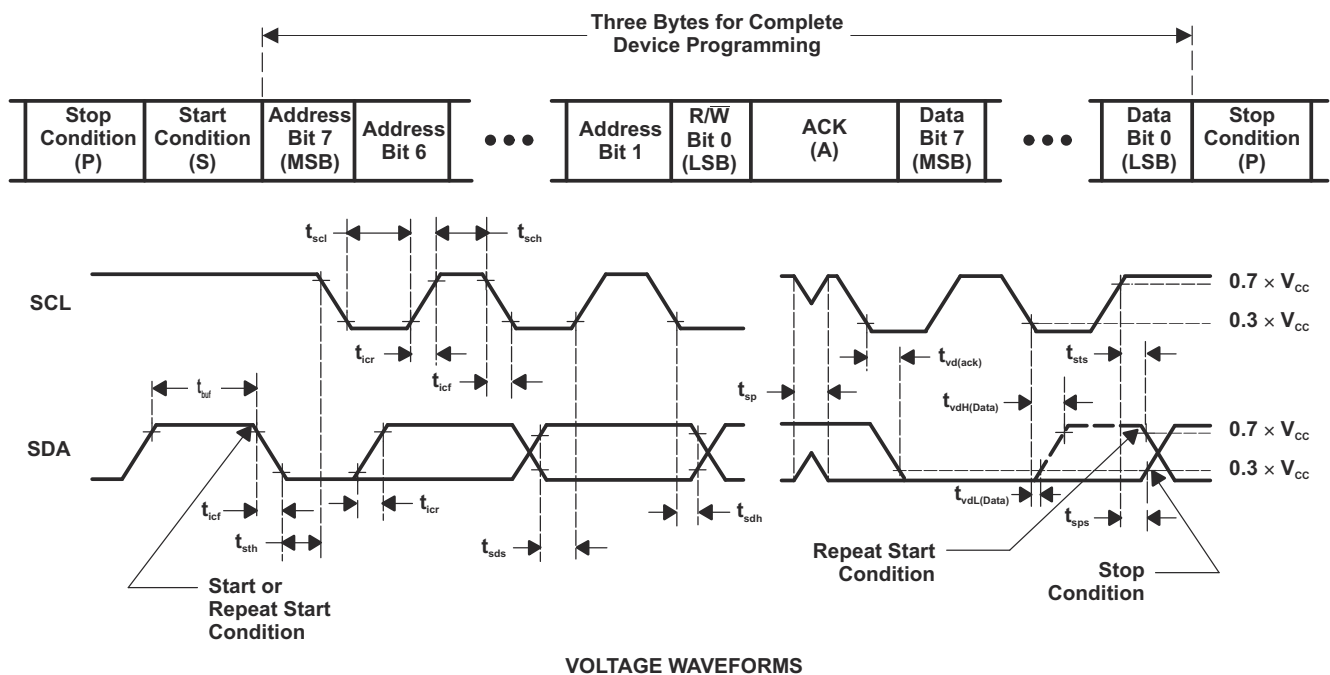 Three Bytes for Complete
Device Programming
Stop
Condition
(P)
Start
Condition
(S)
Address
Bit 7
(MSB)
Address
Bit 6
•••
Address
Bit 1
R/W̅
Bit 0
(LSB)
ACK
(A)
Data
Bit 7
(MSB)
•••
Data
Bit 0
(LSB)
Stop
Condition
(P)
tscl
tsch
SCL
0.7 × VCC
0.3 × VCC
ticr
ticf
tvd(ack)
tsts
tbuf
tsp
tvdH(Data)
SDA
0.7 × VCC
0.3 × VCC
ticf
ticr
tsth
tsds
tsdh
tvdL(Data)
tsps
Start or
Repeat Start
Condition
Repeat Start
Condition
Stop
Condition
VOLTAGE WAVEFORMS